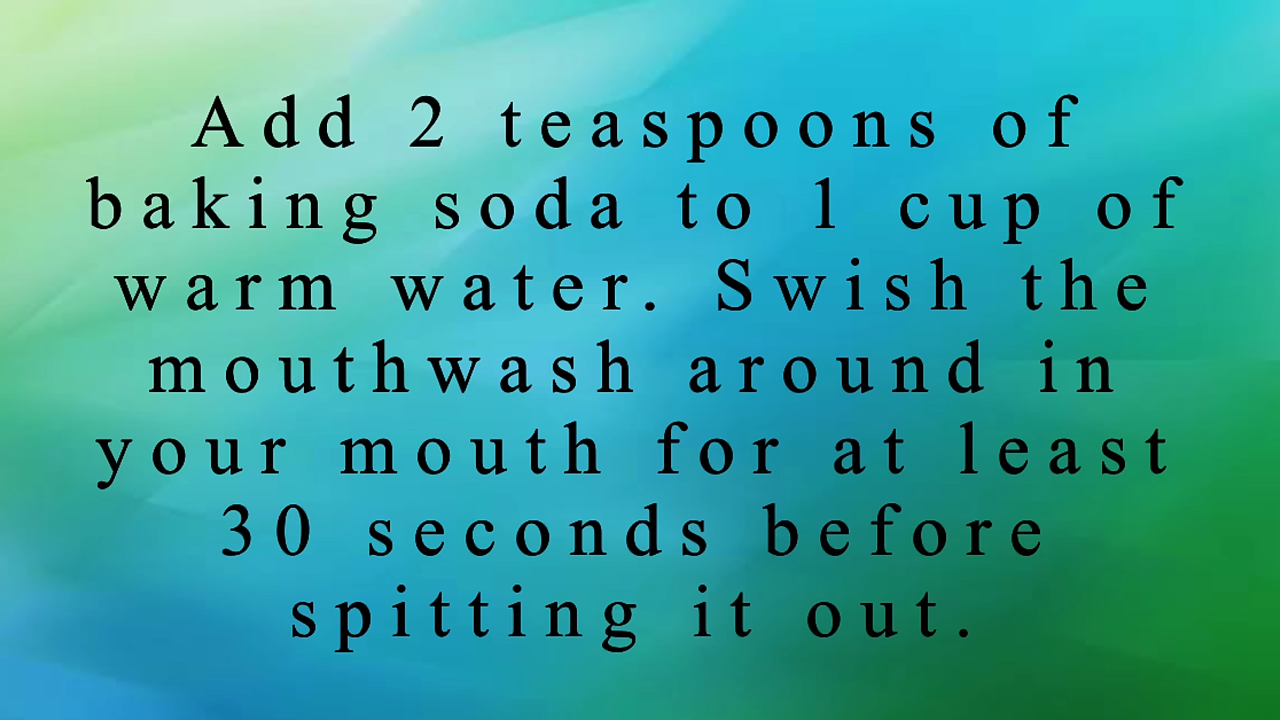 Add 2 teaspoons of
baking soda to 1 cup of
warm water. Swish the
mouthwash around in
your mouth for at least
30 seconds before
spitting it out.